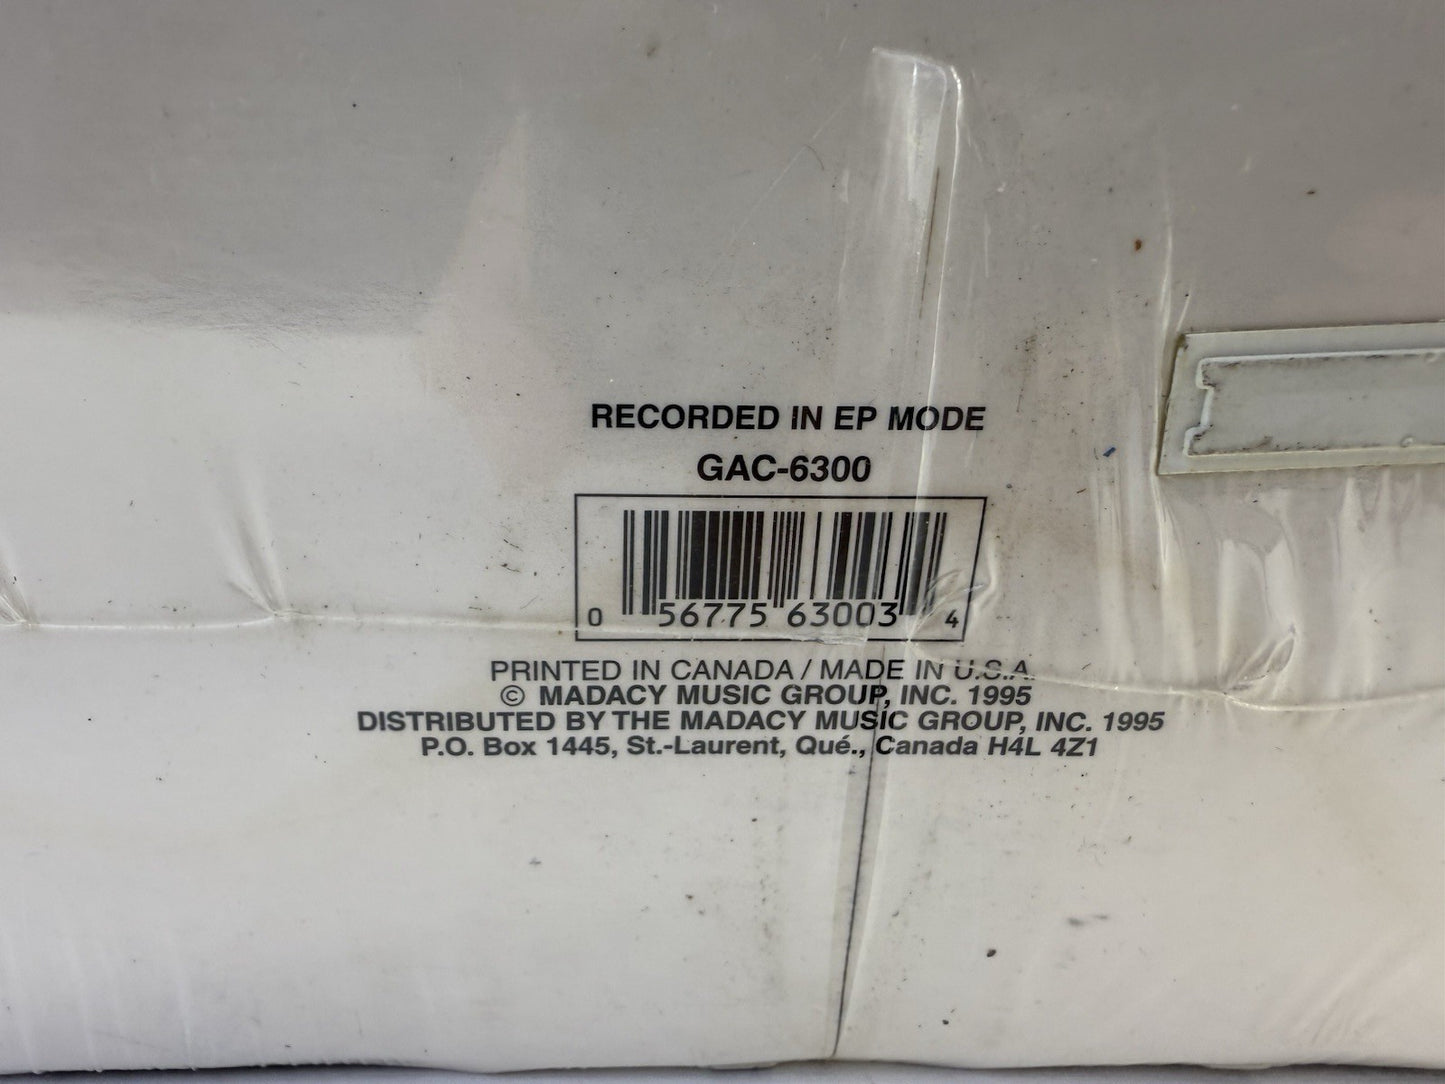 RECORDED IN EP MODE
GAC-6300
0 56775 63003 4
PRINTED IN CANADA / MADE IN U.S.A.
© MADACY MUSIC GROUP, INC. 1995
DISTRIBUTED BY THE MADACY MUSIC GROUP, INC. 1995
P.O. Box 1445, St.-Laurent, Qué., Canada H4L 4Z1